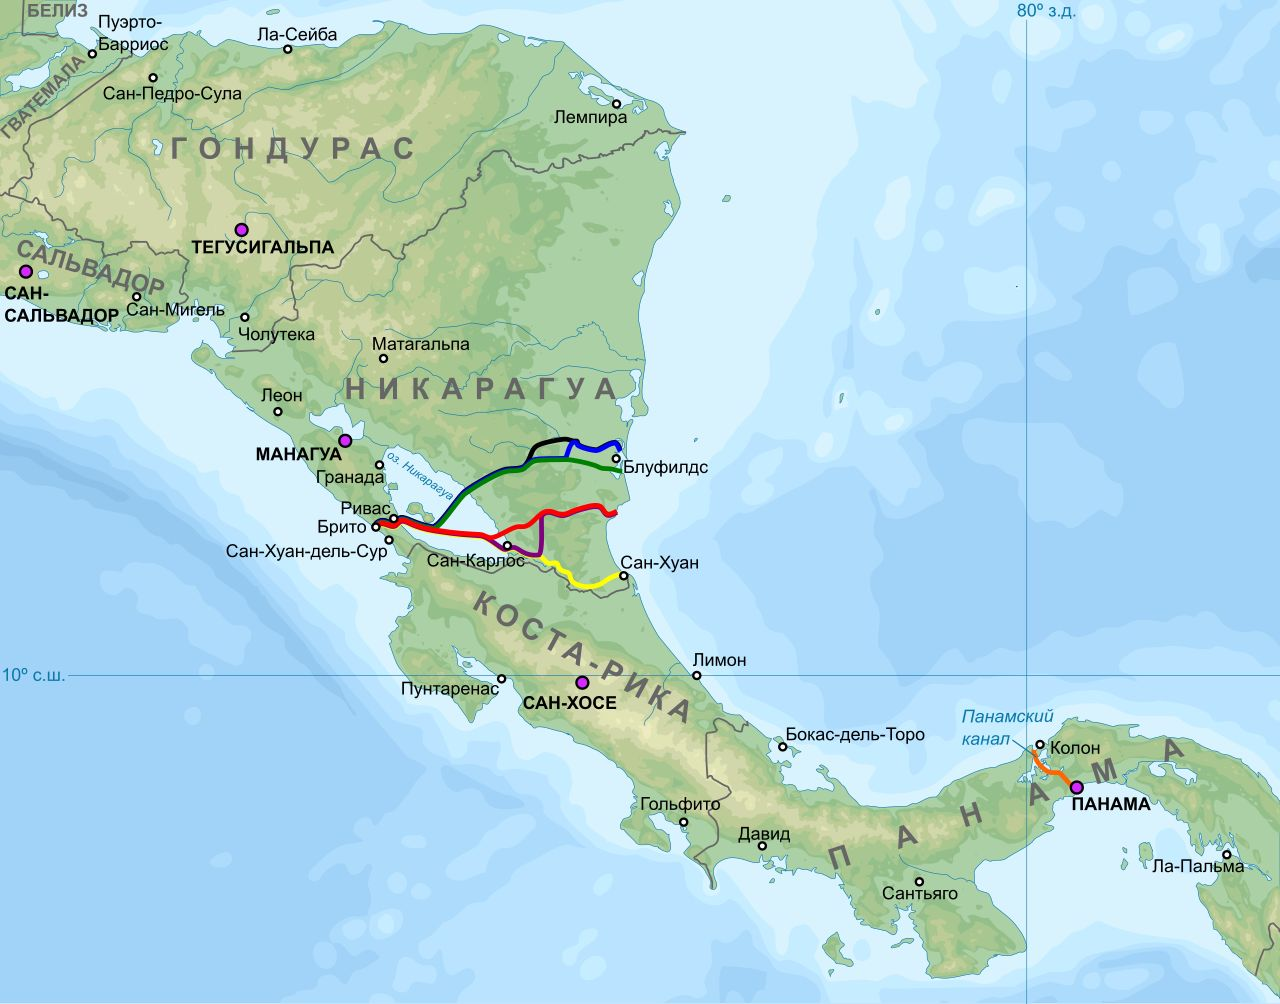 БЕЛИЗ
80° з.д.
Пуэрто-
Барриос
Ла-Сейба
ГВАТЕМАЛА
Сан-Педро-Сула
Лемпира
ГОНДУРАС
ТЕГУСИГАЛЬПА
САЛЬВАДОР
САН-
САЛЬВАДОР
Сан-Мигель
Чолутека
Матагальпа
НИКАРАГУА
Леон
МАНАГУА
оз. Никарагуа
Гранада
Блуфилдс
Ривас
Брито
Сан-Хуан-дель-Сур
Сан-Карлос
Сан-Хуан
КОСТА-РИКА
10° с.ш.
Лимон
Пунтаренас
САН-ХОСЕ
Панамский
канал
Бокас-дель-Торо
Колон
ПАНАМА
Гольфито
ПАНАМА
Давид
Ла-Пальма
Сантьяго